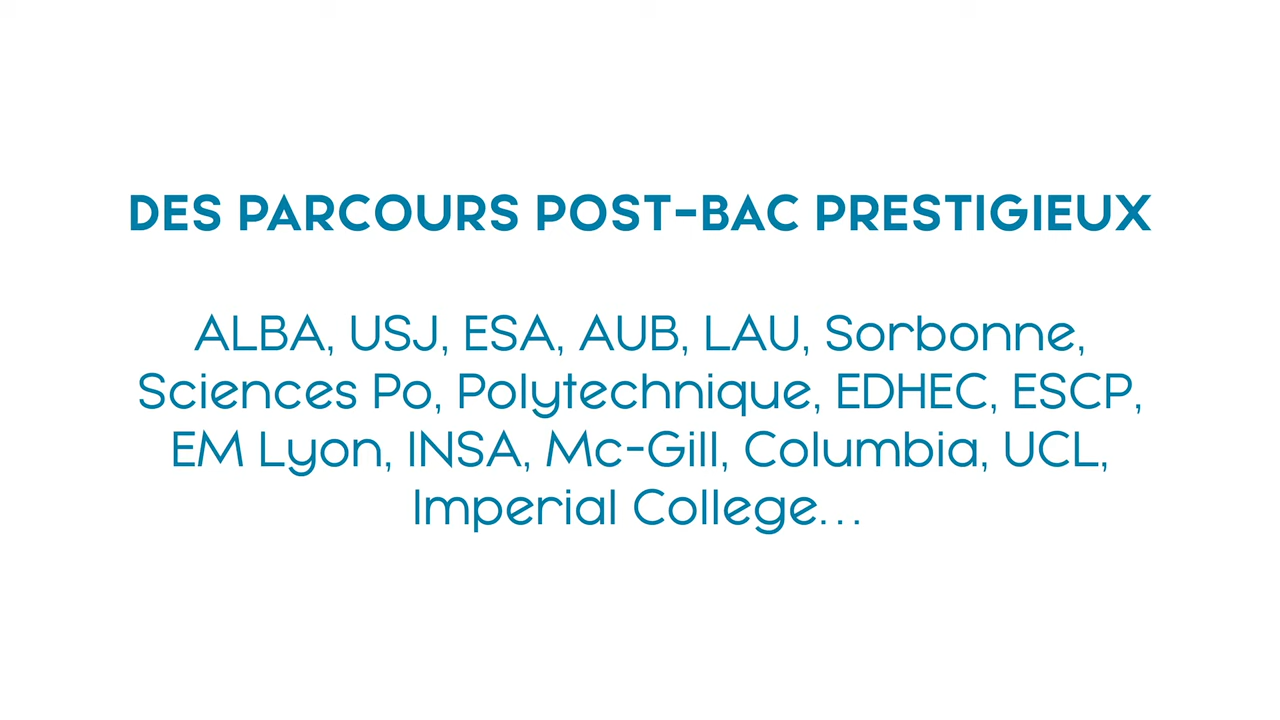 DES PARCOURS POST-BAC PRESTIGIEUX
ALBA, USJ, ESA, AUB, LAU, Sorbonne,
Sciences Po, Polytechnique, EDHEC, ESCP,
EM Lyon, INSA, Mc-Gill, Columbia, UCL,
Imperial College...